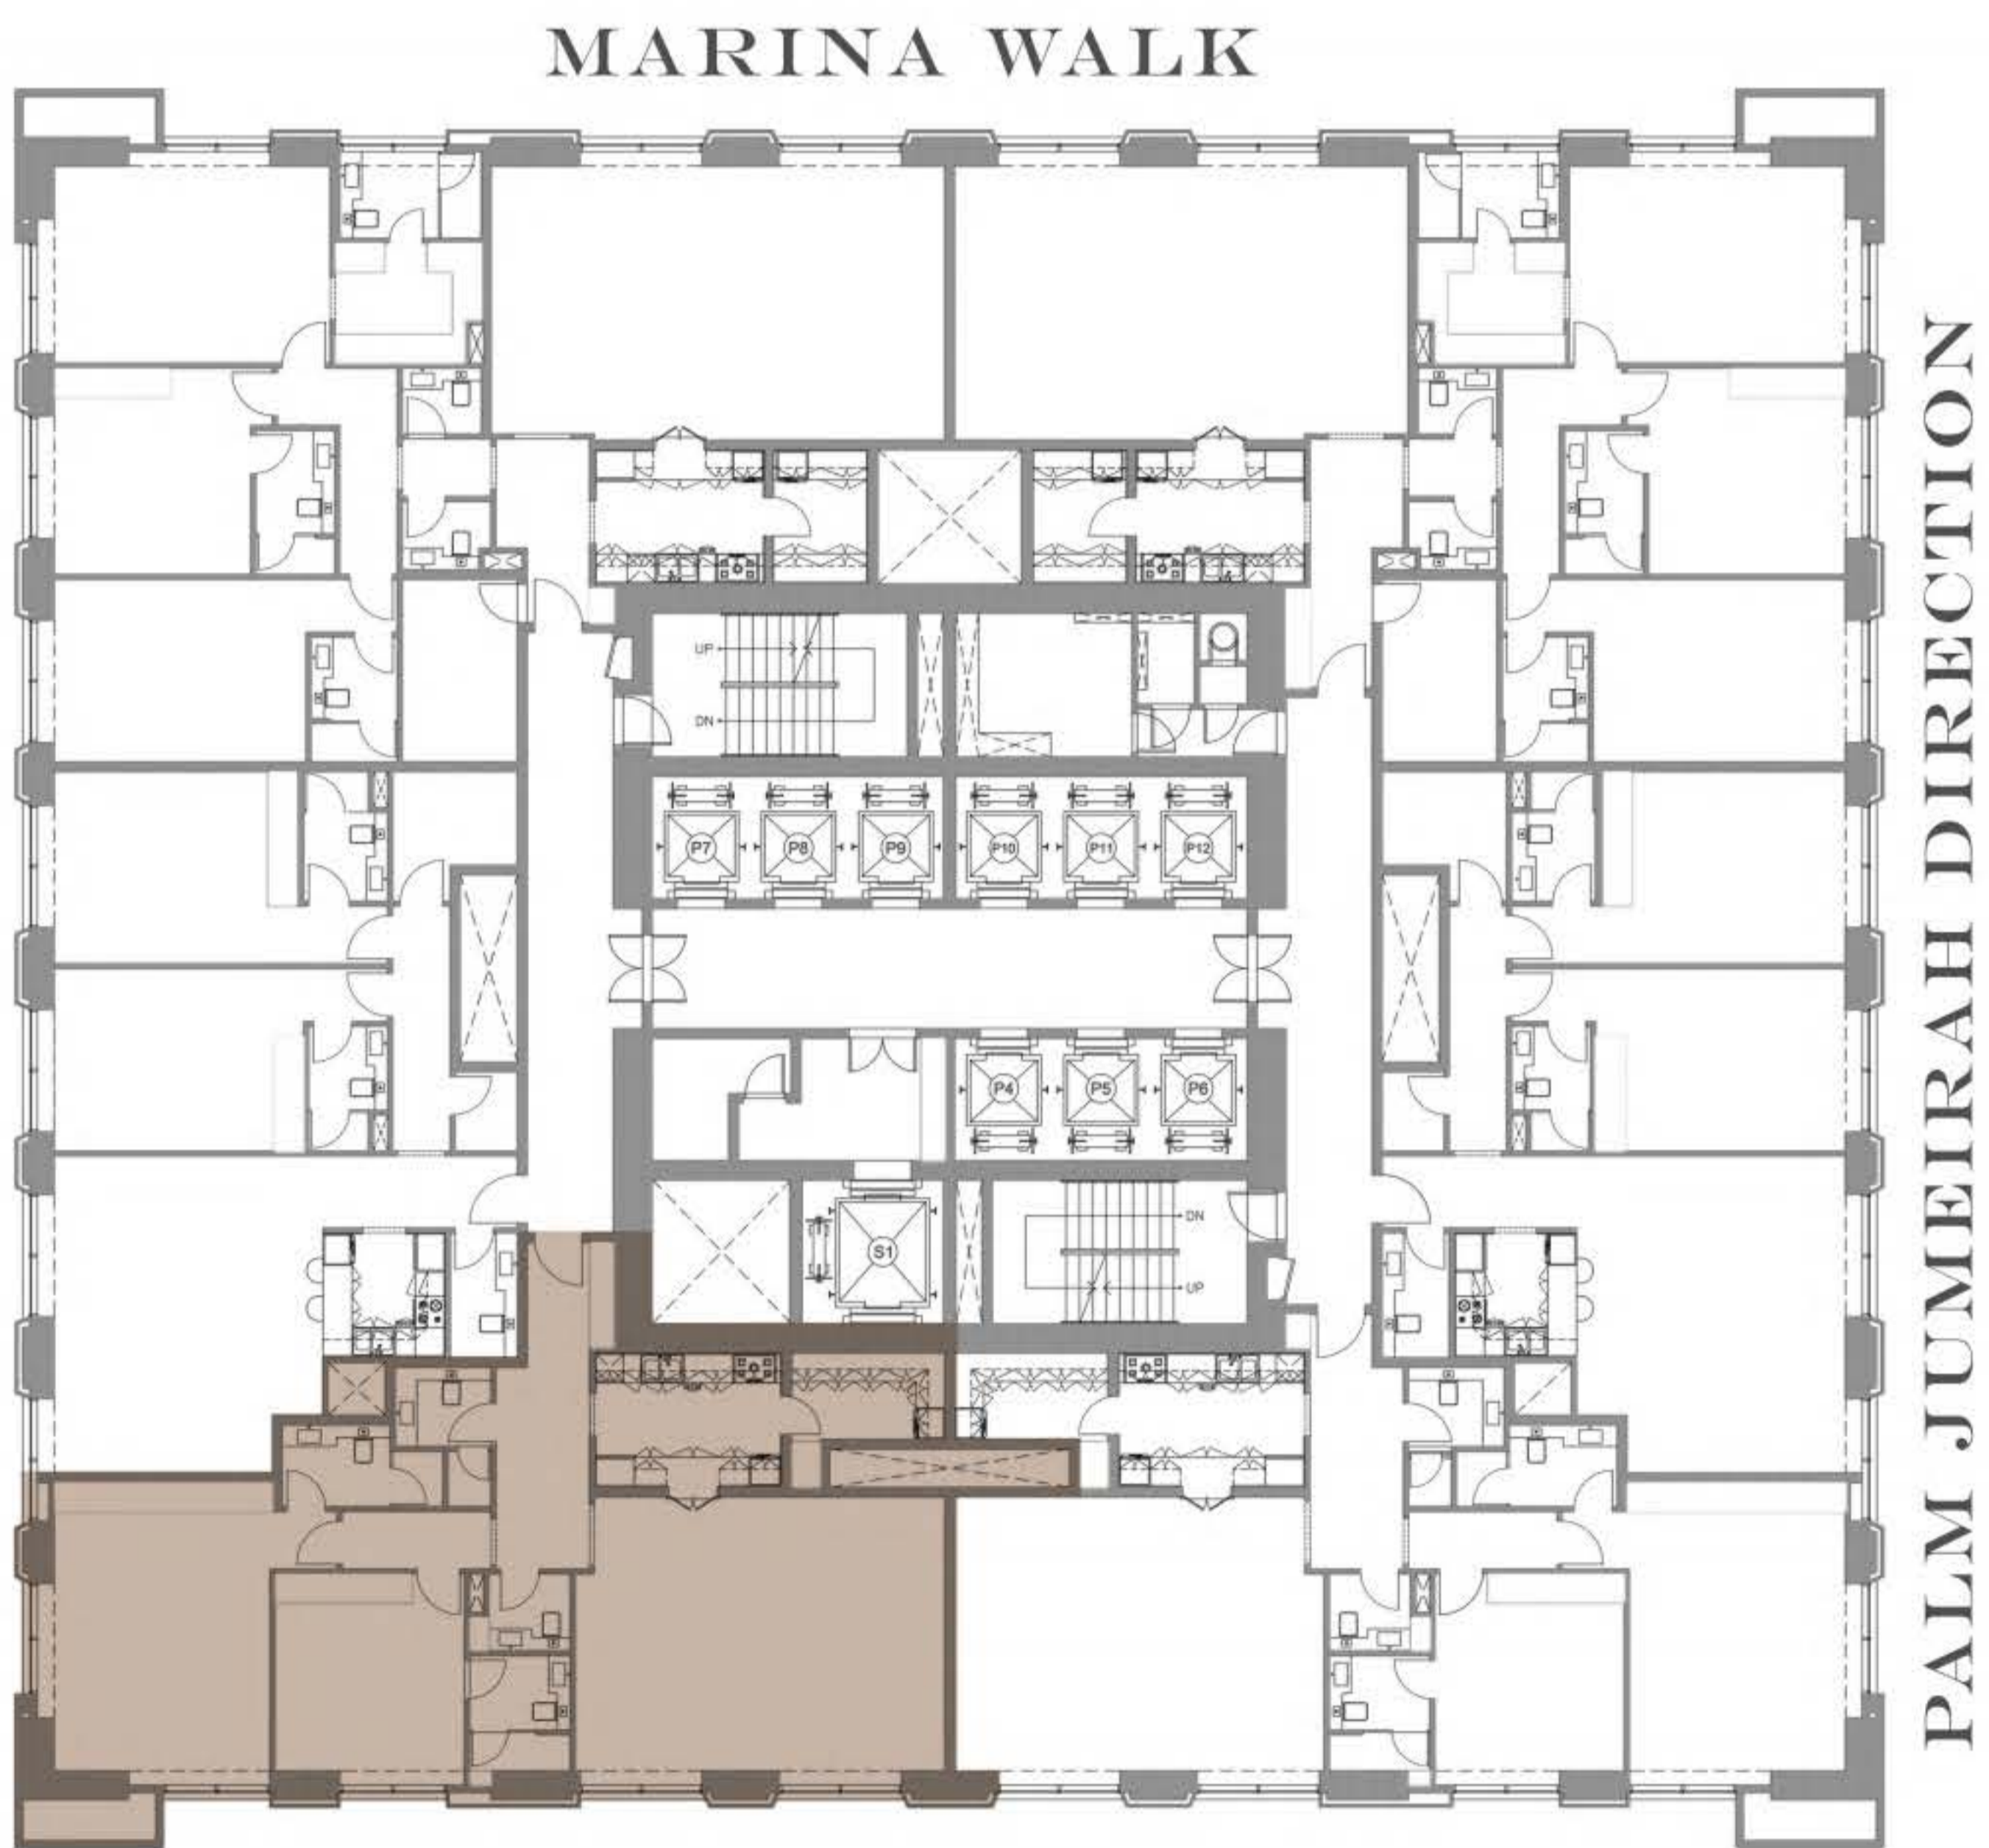 MARINA WALK
PALM JUMEIRAH DIRECTION
UP
DN
P7
P8
P9
P10
P11
P12
P4
P5
P6
S1
DN
UP